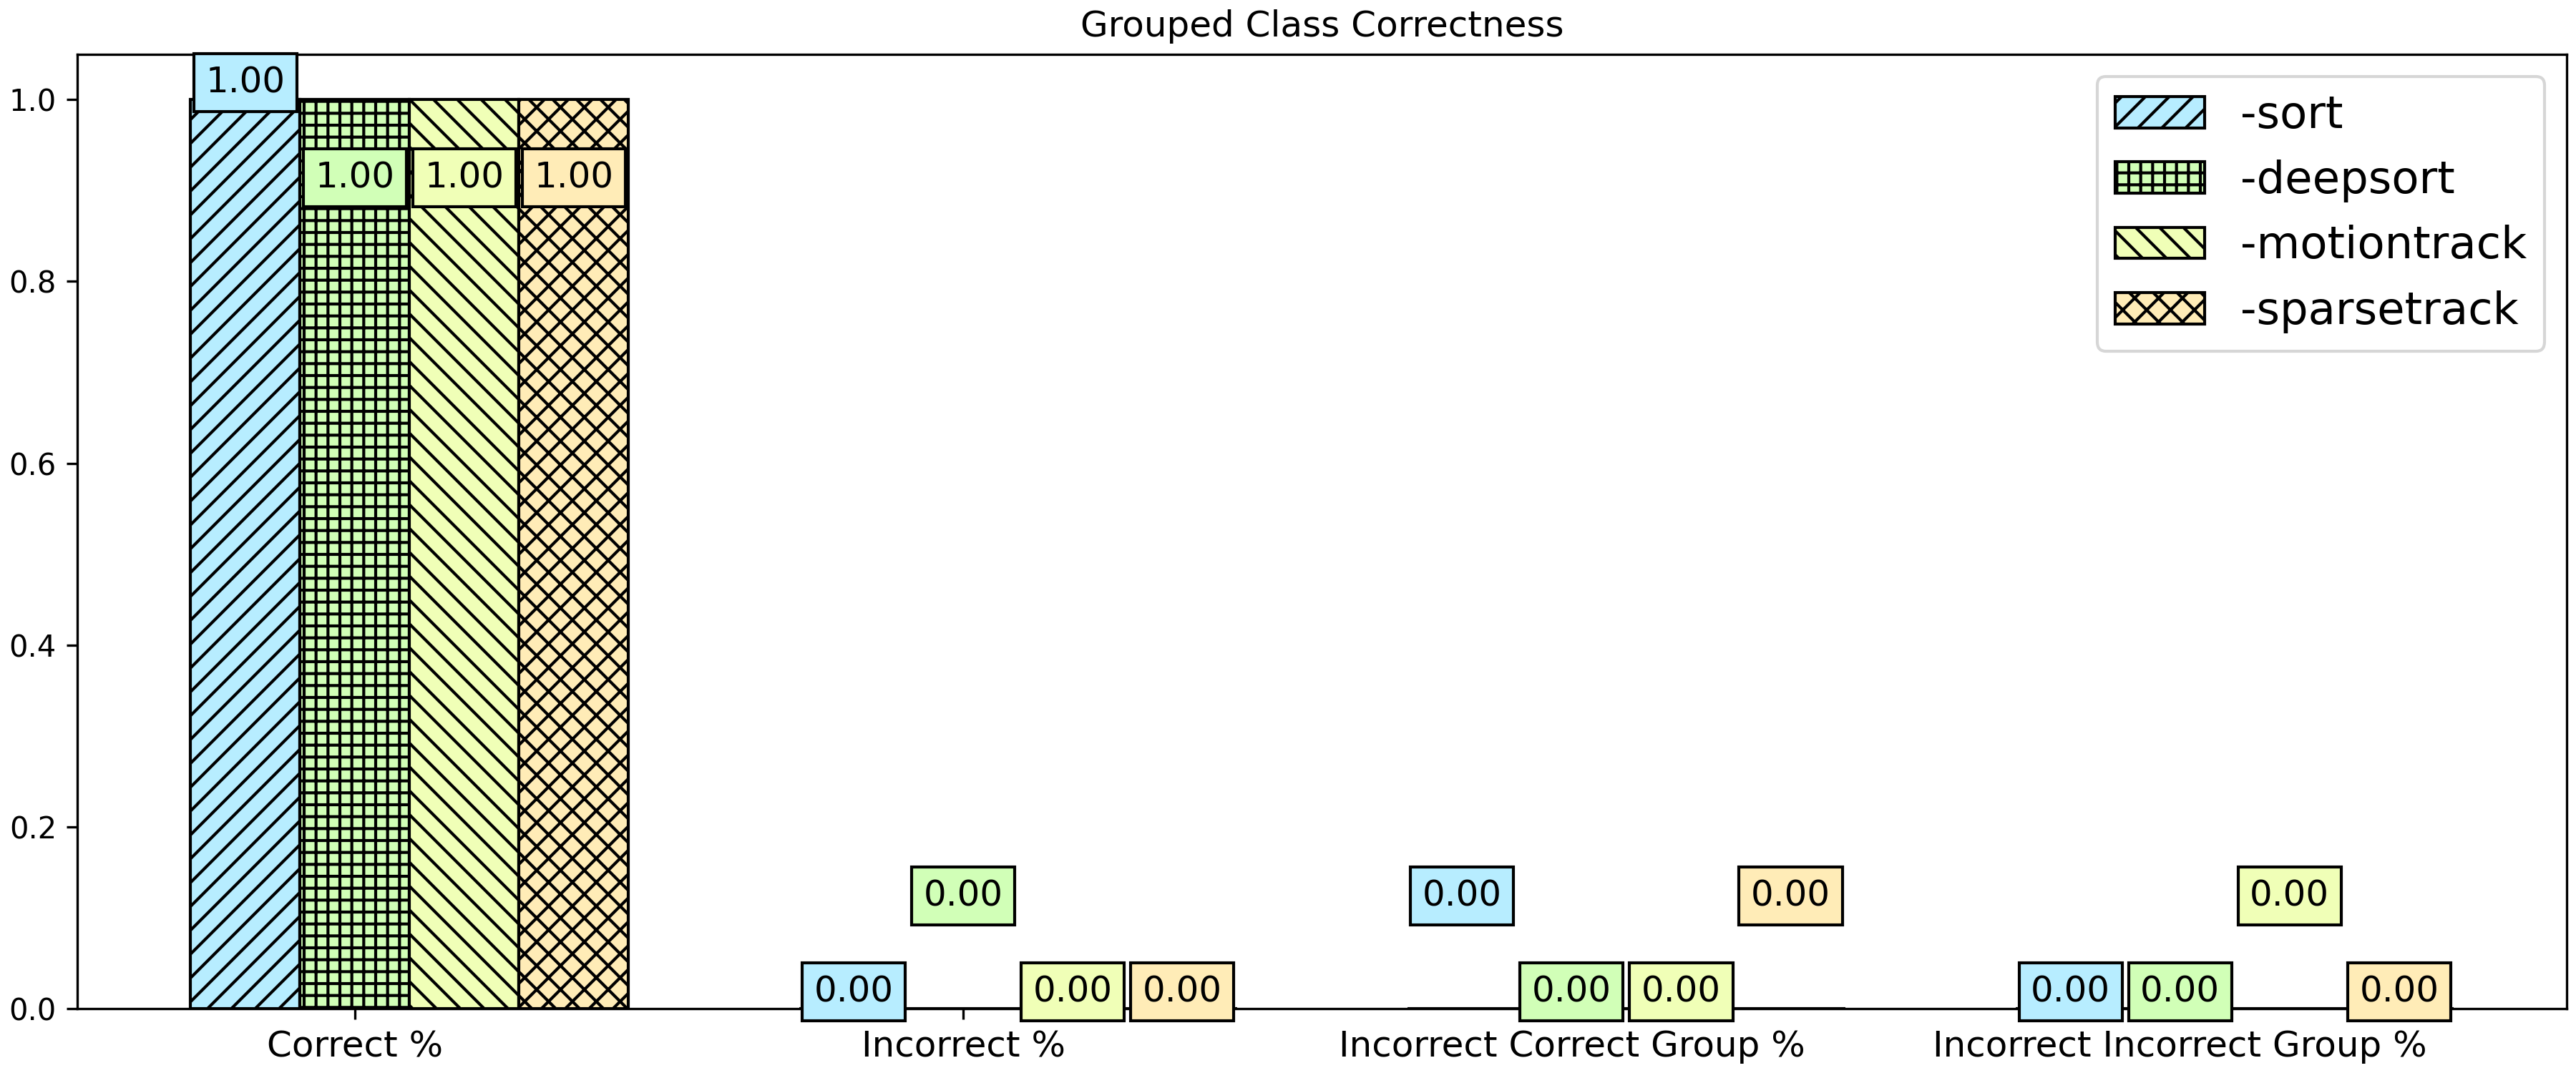 Grouped Class Correctness
1.0
0.8
0.6
0.4
0.2
0.0
1.00
1.00 1.00 1.00
0.00
0.00 0.00 0.00
0.00 0.00
0.00 0.00
0.00
0.00 0.00 0.00
Correct %
Incorrect %
Incorrect Correct Group %
Incorrect Incorrect Group %
-sort
-deepsort
-motiontrack
-sparsetrack